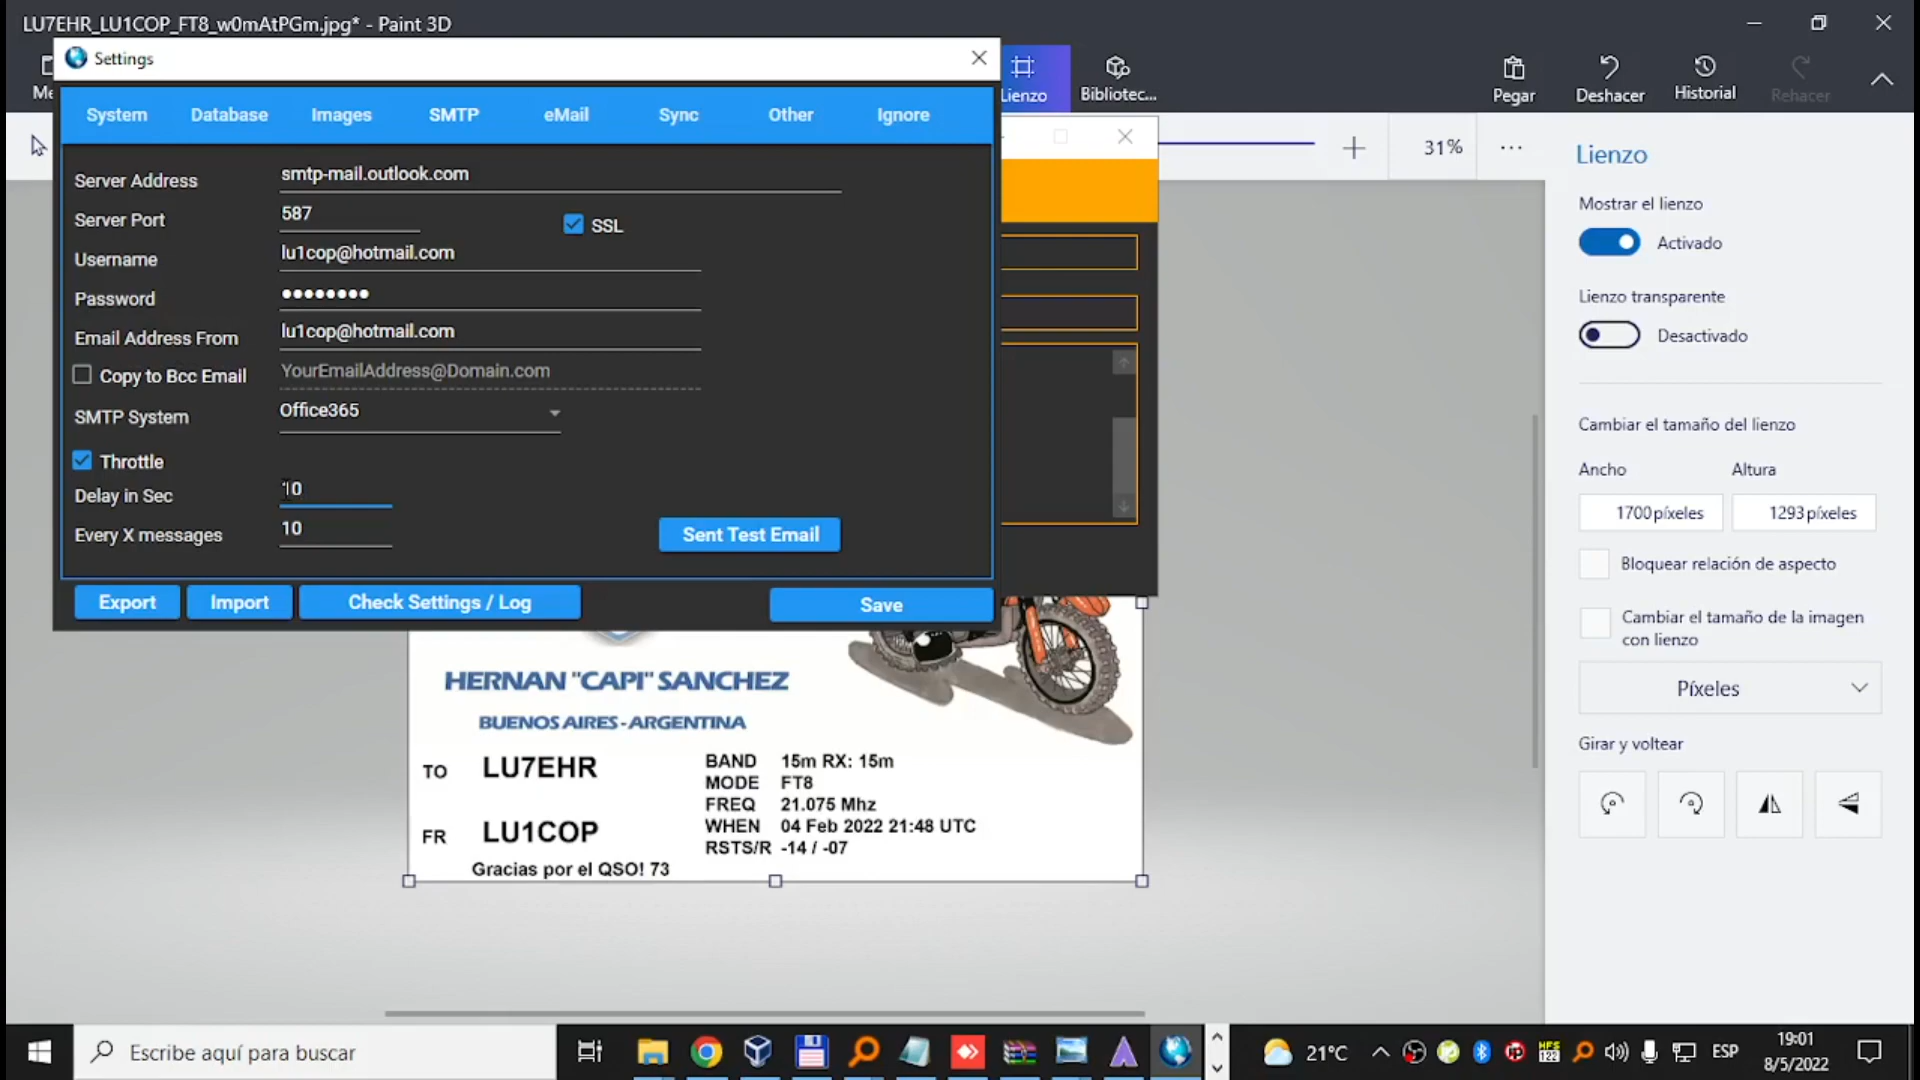 LU7EHR_LU1COP_FT8_w0mAtPGm.jpg* - Paint 3D
Settings
Lienzo
Bibliotec...
Pegar
Deshacer
Historial
Rehacer
System
Database
Images
SMTP
eMail
Sync
Other
Ignore
31%
Server Address
smtp-mail.outlook.com
Server Port
587
SSL
Username
lu1cop@hotmail.com
Password
••••••••
Email Address From
lu1cop@hotmail.com
Copy to Bcc Email
YourEmailAddress@Domain.com
SMTP System
Office365
Throttle
Delay in Sec
10
Every X messages
10
Sent Test Email
Export
Import
Check Settings / Log
Save
HERNAN "CAPI" SANCHEZ
BUENOS AIRES - ARGENTINA
TO LU7EHR
FR LU1COP
Gracias por el QSO! 73
BAND 15m RX: 15m
MODE FT8
FREQ 21.075 Mhz
WHEN 04 Feb 2022 21:48 UTC
RSTS/R -14 / -07
Lienzo
Mostrar el lienzo
Activado
Lienzo transparente
Desactivado
Cambiar el tamaño del lienzo
Ancho
Altura
1700píxeles
1293píxeles
Bloquear relación de aspecto
Cambiar el tamaño de la imagen
con lienzo
Píxeles
Girar y voltear
Escribe aquí para buscar
21°C
HFS
122
ESP
19:01
8/5/2022